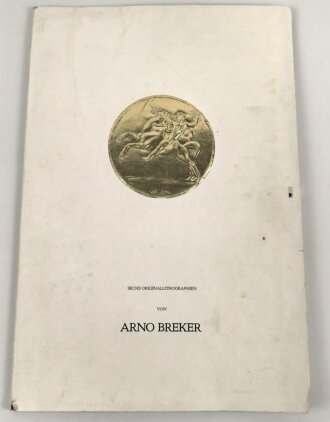 SECHS ORIGINALLITHOGRAPHIEN
VON
ARNO BREKER